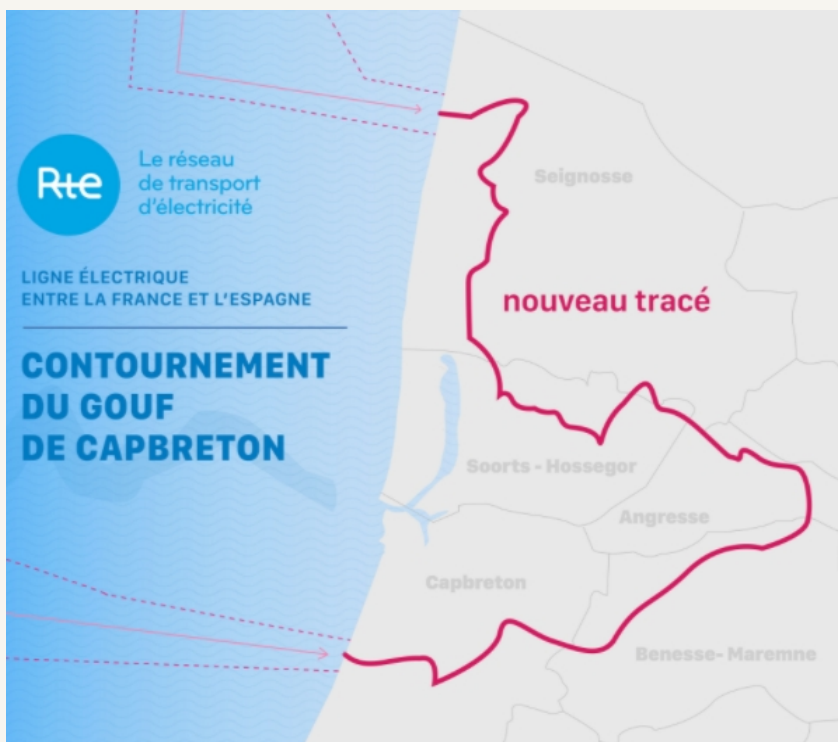 Rte
Le réseau
de transport
d'électricité
LIGNE ÉLECTRIQUE
ENTRE LA FRANCE ET L'ESPAGNE
CONTOURNEMENT
DU GOUF
DE CAPBRETON
Seignosse
nouveau tracé
Soorts - Hossegor
Angresse
Capbreton
Benesse- Maremne